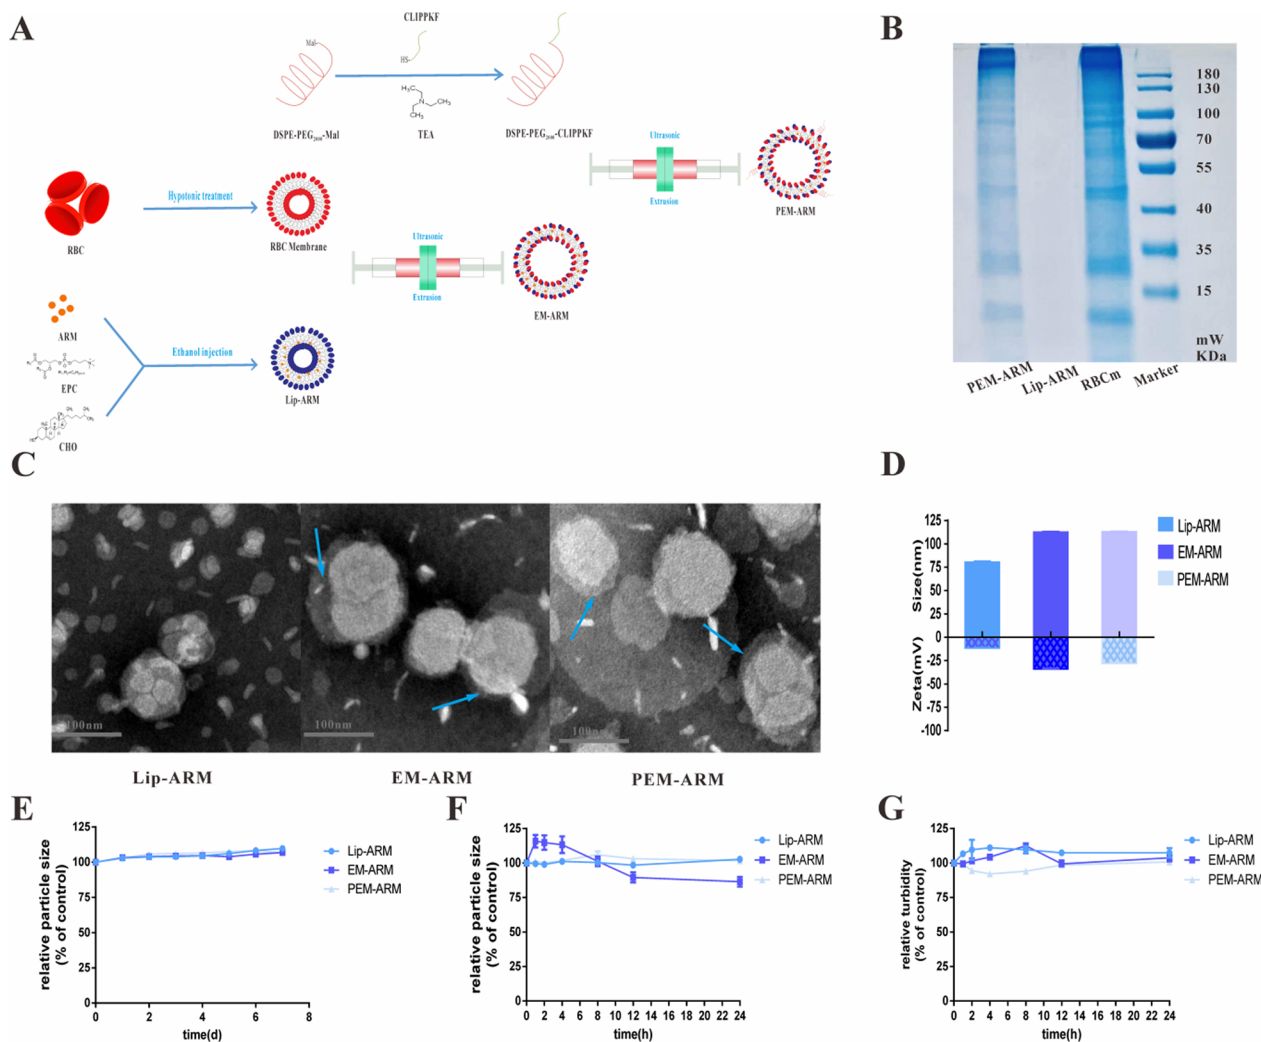 A
CLIPPKF
Mal
HS
CH₃
H₃C
N
CH₃
DSPE-PEG₂₀₀₀-Mal
TEA
DSPE-PEG₂₀₀₀-CLIPPKF
Ultrasonic
Extrusion
PEM-ARM
RBC
Hypotonic treatment
RBC Membrane
Ultrasonic
Extrusion
EM-ARM
ARM
EPC
CHO
Ethanol injection
Lip-ARM
B
180
130
100
70
55
40
35
15
mW
KDa
PEM-ARM
Lip-ARM
RBCm
Marker
C
100nm
100nm
100nm
Lip-ARM
EM-ARM
PEM-ARM
D
Size(nm)
Zeta(mV)
125
100
75
50
25
0
-25
-50
-75
-100
Lip-ARM
EM-ARM
PEM-ARM
E
relative particle size
(% of control)
125
100
75
50
25
0
0 2 4 6 8
time(d)
Lip-ARM
EM-ARM
PEM-ARM
F
relative particle size
(% of control)
125
100
75
50
25
0
0 2 4 6 8 10 12 14 16 18 20 22 24
time(h)
Lip-ARM
EM-ARM
PEM-ARM
G
relative turbidity
(% of control)
125
100
75
50
25
0
0 2 4 6 8 10 12 14 16 18 20 22 24
time(h)
Lip-ARM
EM-ARM
PEM-ARM